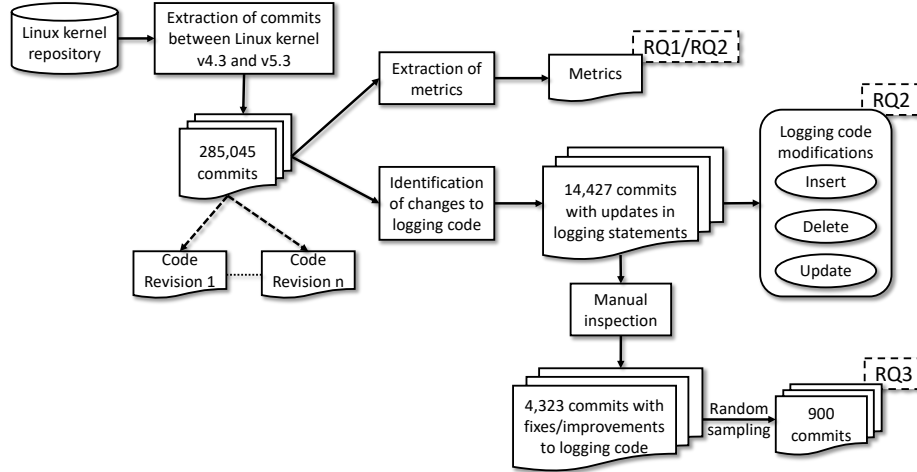 Linux kernel
repository
Extraction of commits
between Linux kernel
v4.3 and v5.3
285,045
commits
Code
Revision 1
Code
Revision n
Extraction of
metrics
Metrics
RQ1/RQ2
Identification
of changes to
logging code
14,427 commits
with updates in
logging statements
RQ2
Logging code
modifications
Insert
Delete
Update
Manual
inspection
4,323 commits with
fixes/improvements
to logging code
Random
sampling
RQ3
900
commits